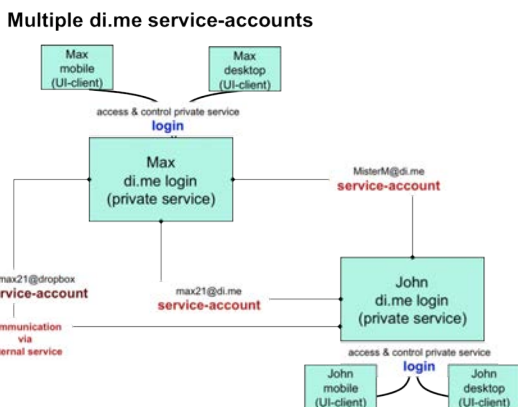 Multiple di.me service-accounts
Max
mobile
(UI-client)
Max
desktop
(UI-client)
access & control private service
login
Max
di.me login
(private service)
MisterM@di.me
service-account
max21@dropbox
rvice-account
max21@di.me
service-account
mmunication
via
ernal service
John
di.me login
(private service)
access & control private service
login
John
mobile
(UI-client)
John
desktop
(UI-client)